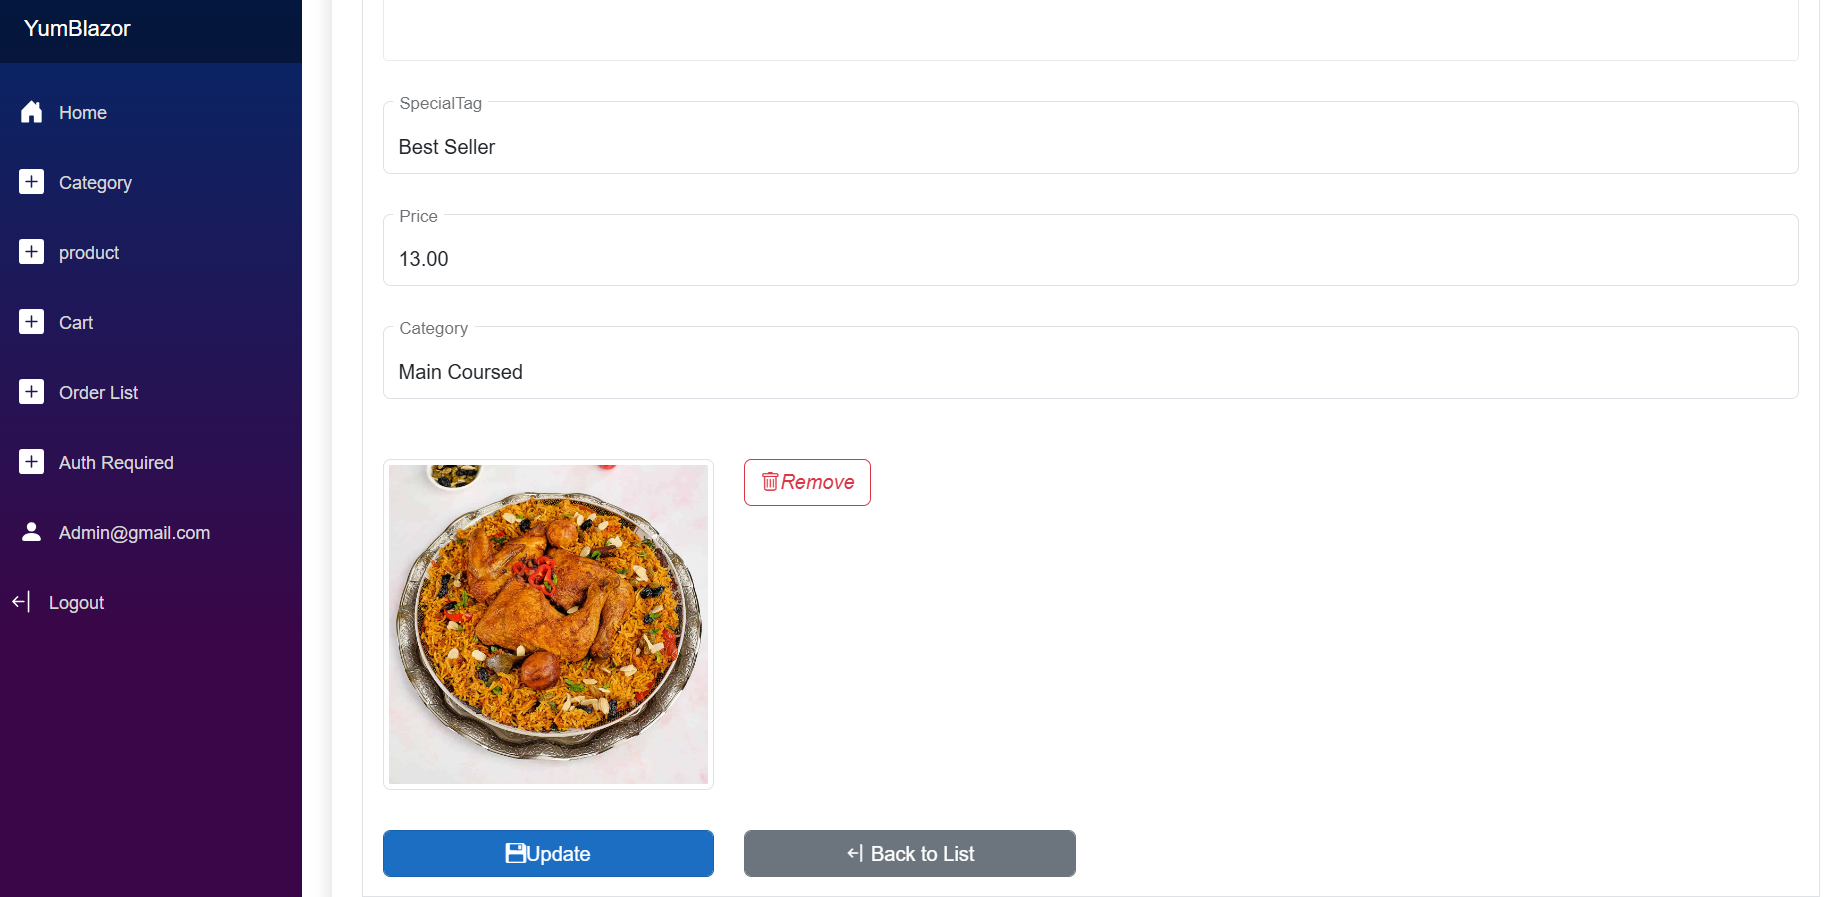 YumBlazor
Home
Category
product
Cart
Order List
Auth Required
Admin@gmail.com
Logout
SpecialTag
Best Seller
Price
13.00
Category
Main Coursed
Remove
Update
Back to List